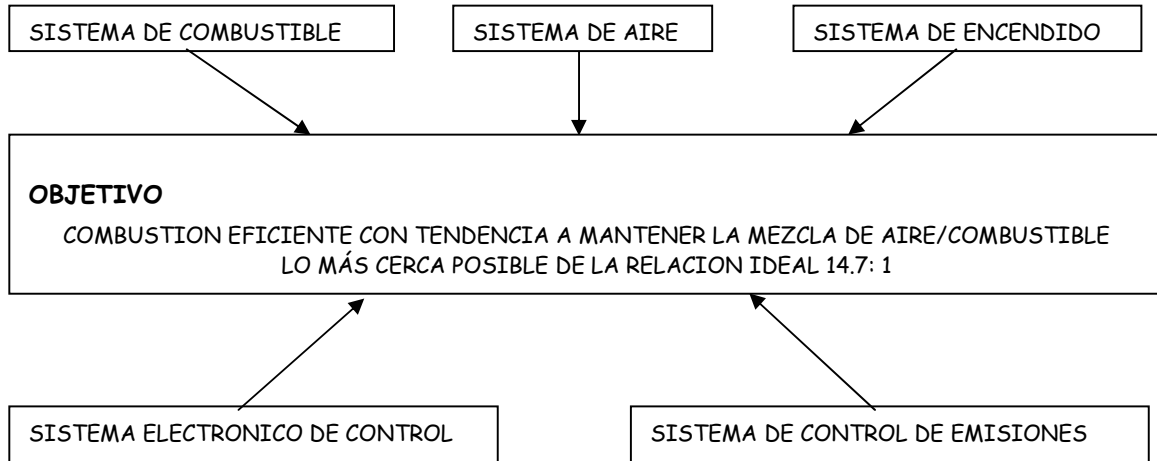 SISTEMA DE COMBUSTIBLE
SISTEMA DE AIRE
SISTEMA DE ENCENDIDO
OBJETIVO
COMBUSTION EFICIENTE CON TENDENCIA A MANTENER LA MEZCLA DE AIRE/COMBUSTIBLE
LO MÁS CERCA POSIBLE DE LA RELACION IDEAL 14.7: 1
SISTEMA ELECTRONICO DE CONTROL
SISTEMA DE CONTROL DE EMISIONES